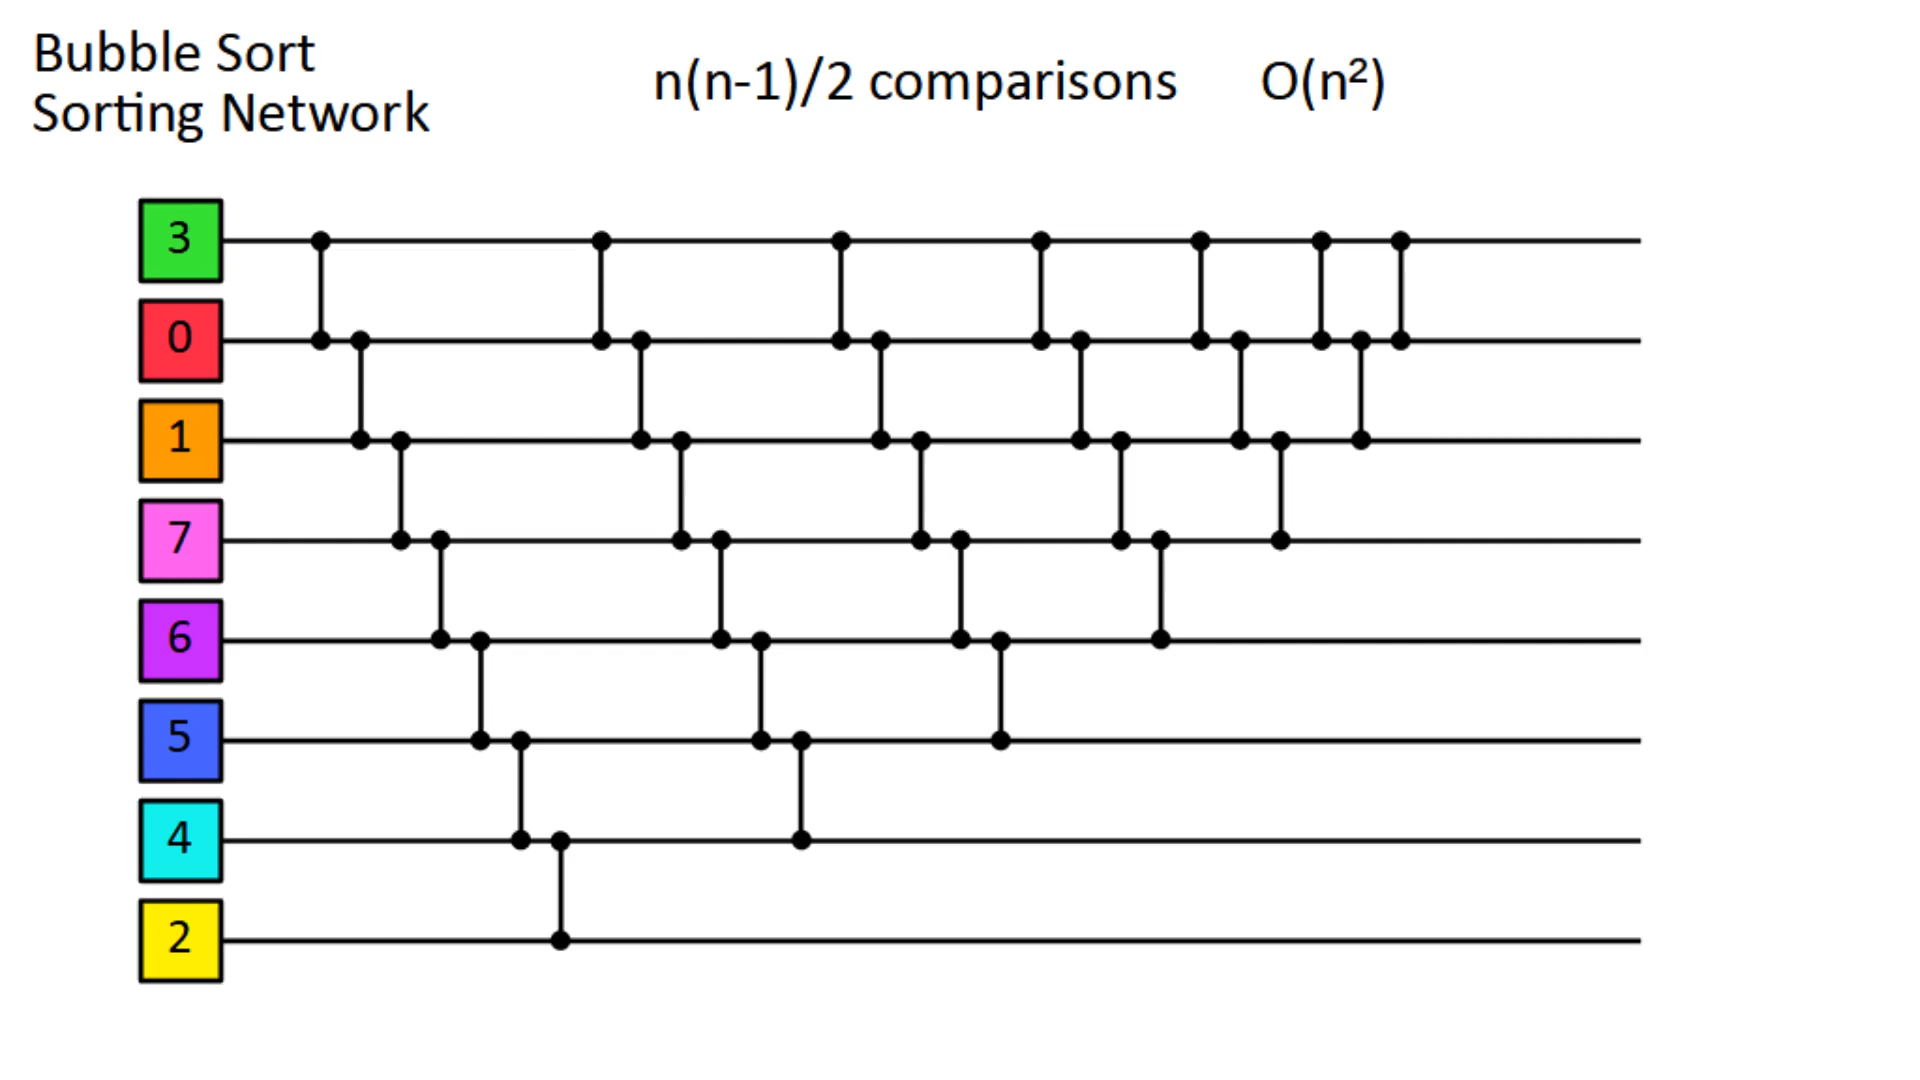 Bubble Sort
Sorting Network
n(n-1)/2 comparisons
O(n²)
3
0
1
7
6
5
4
2